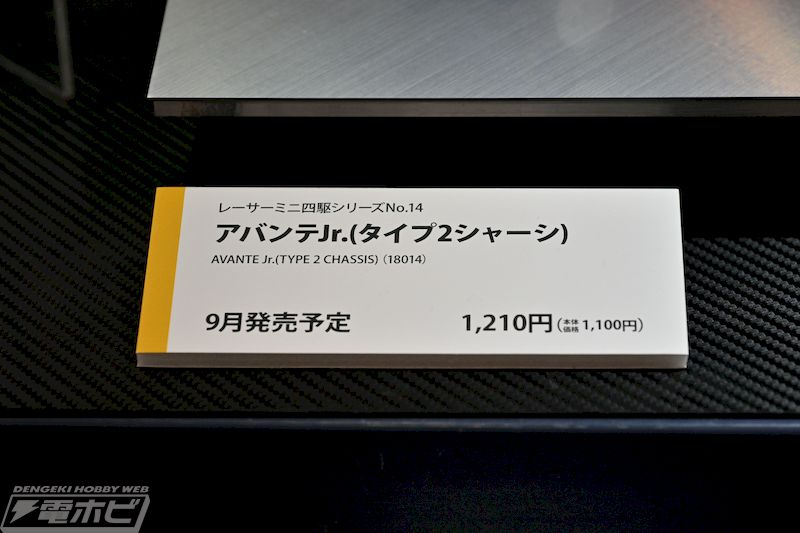 レーサーミニ四駆シリーズNo.14
アバンテJr.(タイプ2シャーシ)
AVANTE Jr.(TYPE 2 CHASSIS) (18014)
9月発売予定
1,210円(本体価格 1,100円)
DENGEKI HOBBY WEB
電ホビ